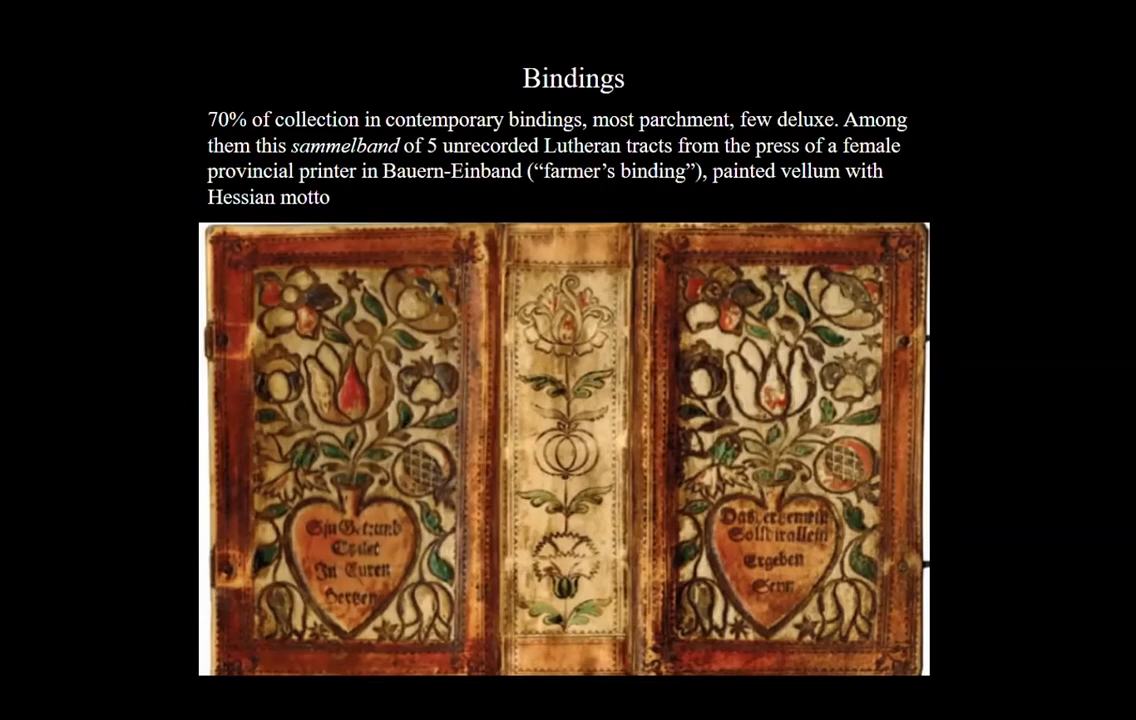 Bindings
70% of collection in contemporary bindings, most parchment, few deluxe. Among
them this sammelband of 5 unrecorded Lutheran tracts from the press of a female
provincial printer in Bauern-Einband (“farmer’s binding”), painted vellum with
Hessian motto
In Euren
Hertzen
Ergeben
Seyn